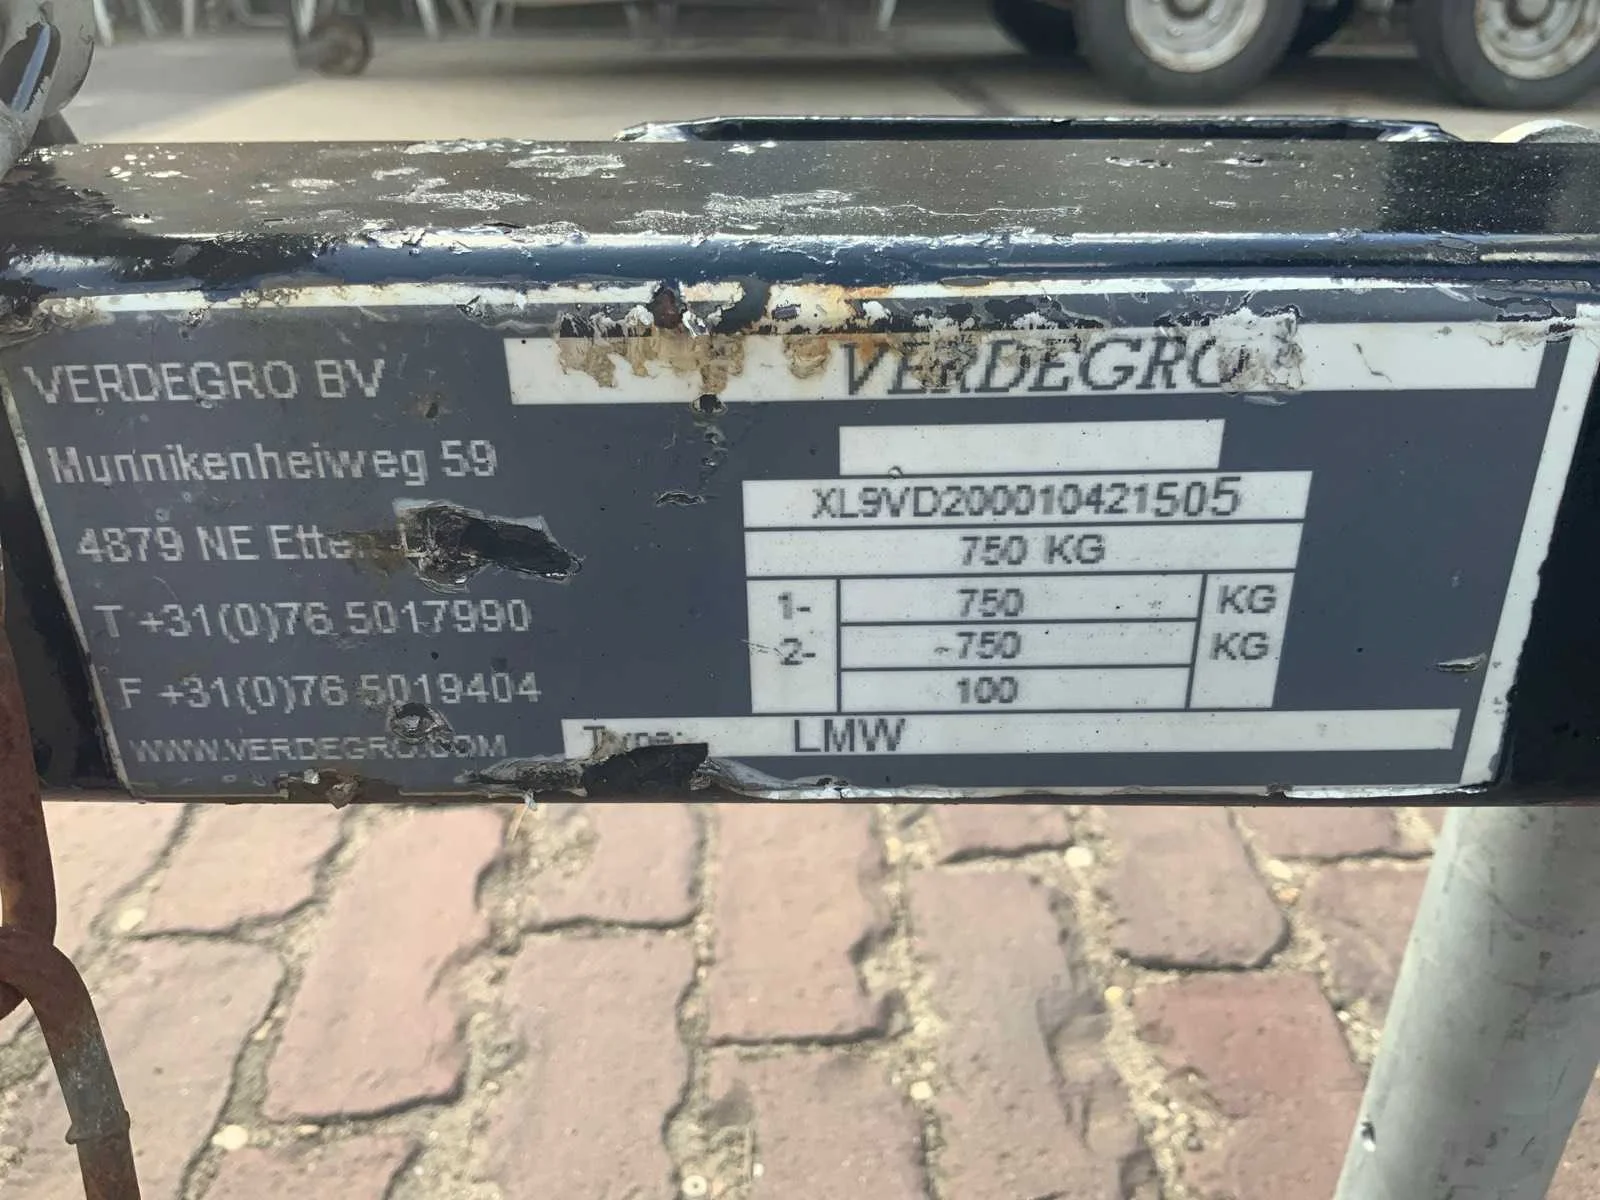 VERDEGRO BV
Munnikenheiweg 59
4879 NE
T +31(0)76 5017990
F +31(0)76 5019404
WWW.VERDEGRO.COM
VERDEGRO
XL9VD200010421505
750 KG
1- 750 KG
2- 750 KG
100
Type: LMW